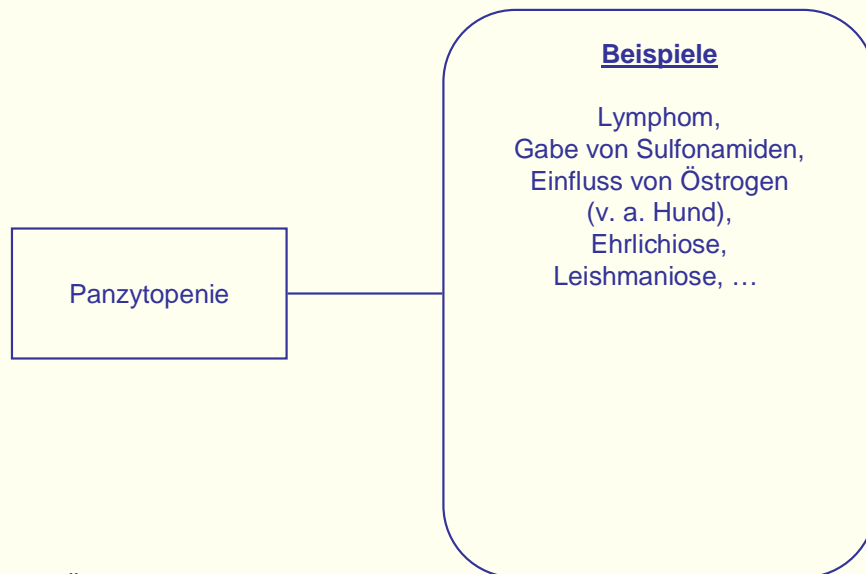 Beispiele
Lymphom,
Gabe von Sulfonamiden,
Einfluss von Östrogen
(v. a. Hund),
Ehrlichiose,
Leishmaniose, …
Panzytopenie